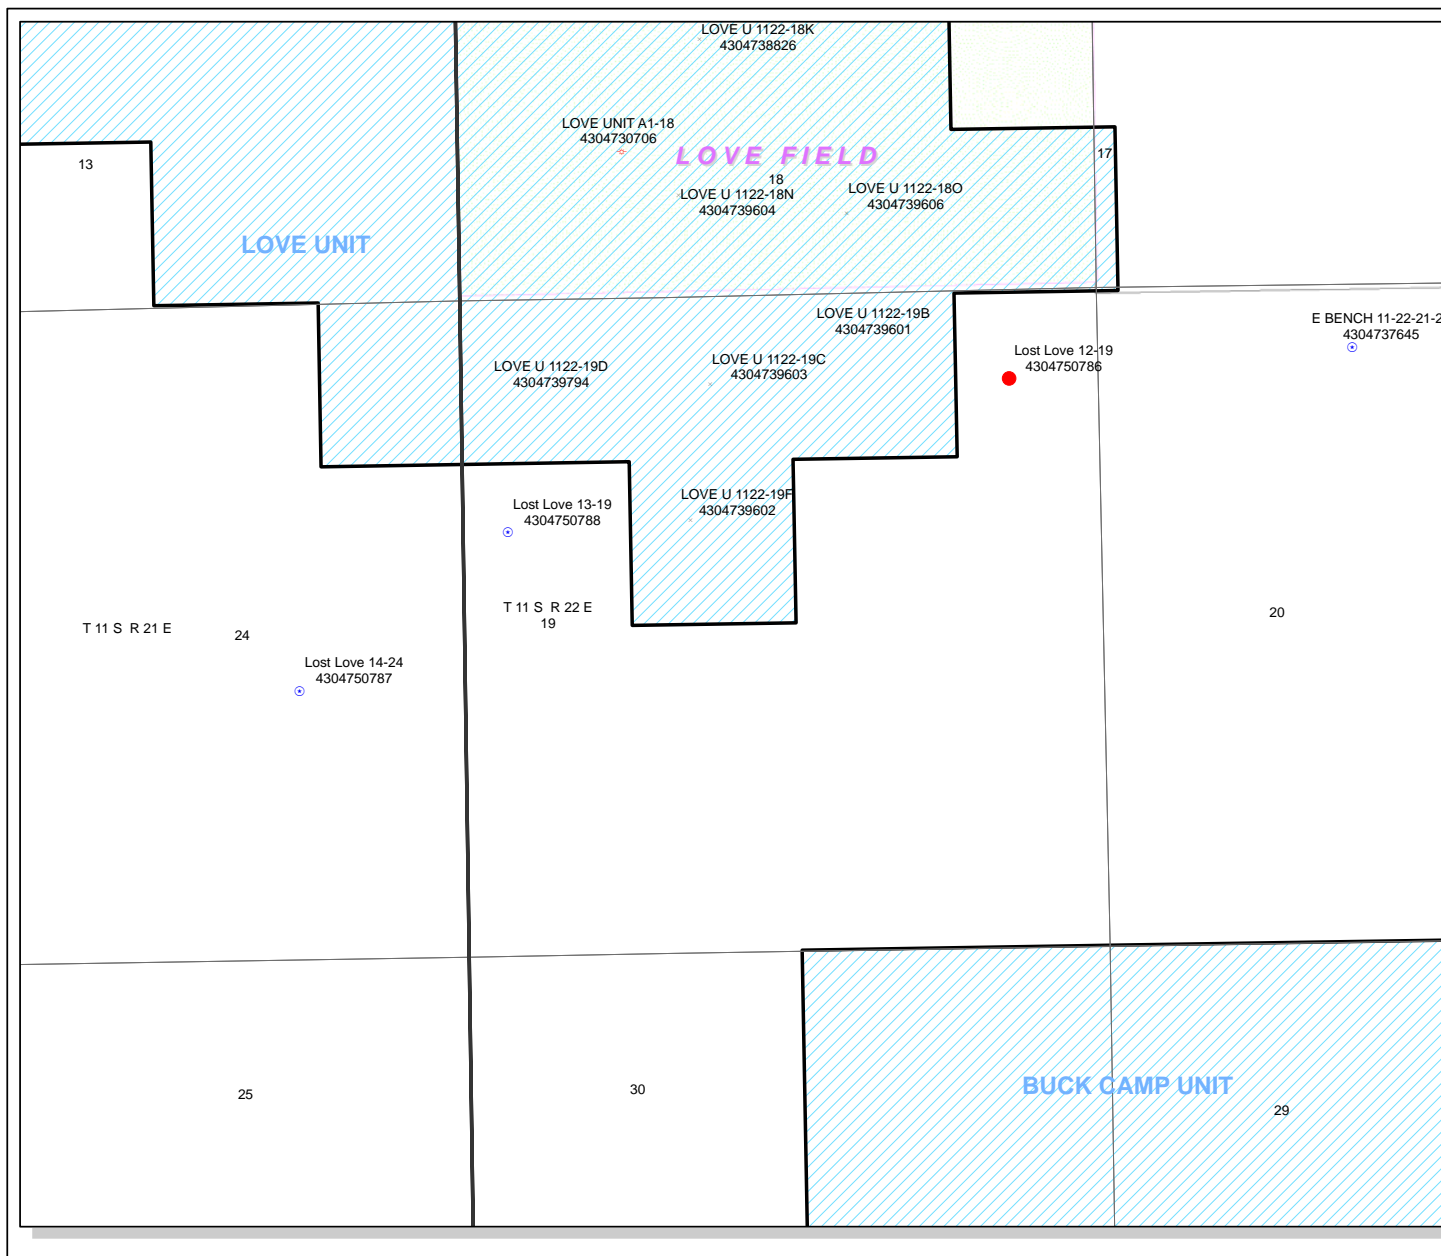 LOVE U 1122-18K
4304738826
LOVE UNIT A1-18
4304730706
LOVE FIELD
13
17
18
LOVE U 1122-18N
4304739604
LOVE U 1122-18O
4304739606
LOVE UNIT
LOVE U 1122-19B
4304739601
E BENCH 11-22-21-2
4304737645
Lost Love 12-19
4304750786
LOVE U 1122-19D
4304739794
LOVE U 1122-19C
4304739603
Lost Love 13-19
4304750788
LOVE U 1122-19F
4304739602
T 11 S R 22 E
19
20
T 11 S R 21 E
24
Lost Love 14-24
4304750787
25
30
BUCK CAMP UNIT
29